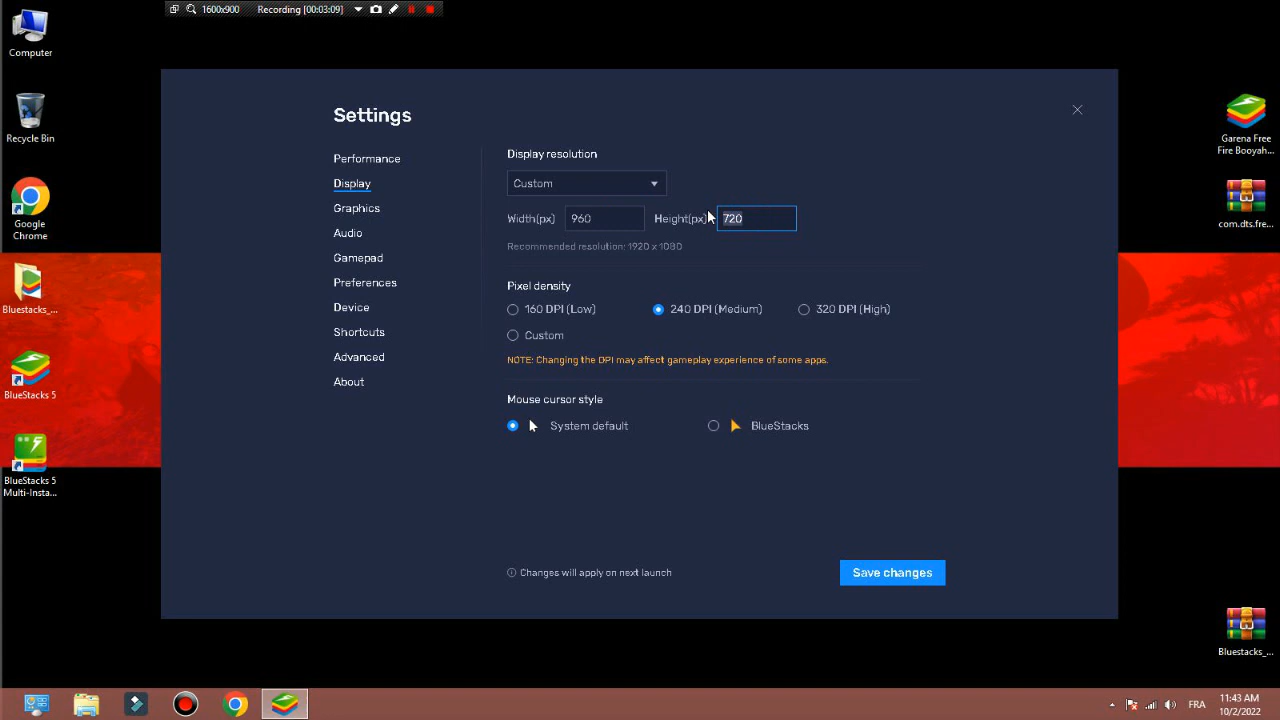 1600x900 Recording [00:03:09]
Computer
Recycle Bin
Google
Chrome
Bluestacks_...
BlueStacks 5
BlueStacks 5
Multi-Insta...
Settings
Performance
Display
Graphics
Audio
Gamepad
Preferences
Device
Shortcuts
Advanced
About
Display resolution
Custom
Width(px) 960 Height(px) 720
Recommended resolution: 1920 x 1080
Pixel density
160 DPI (Low) 240 DPI (Medium) 320 DPI (High)
Custom
NOTE: Changing the DPI may affect gameplay experience of some apps.
Mouse cursor style
System default BlueStacks
Changes will apply on next launch
Save changes
Garena Free
Fire Booyah...
com.dts.fre...
Bluestacks_...
FR
11:43 AM
10/2/2022